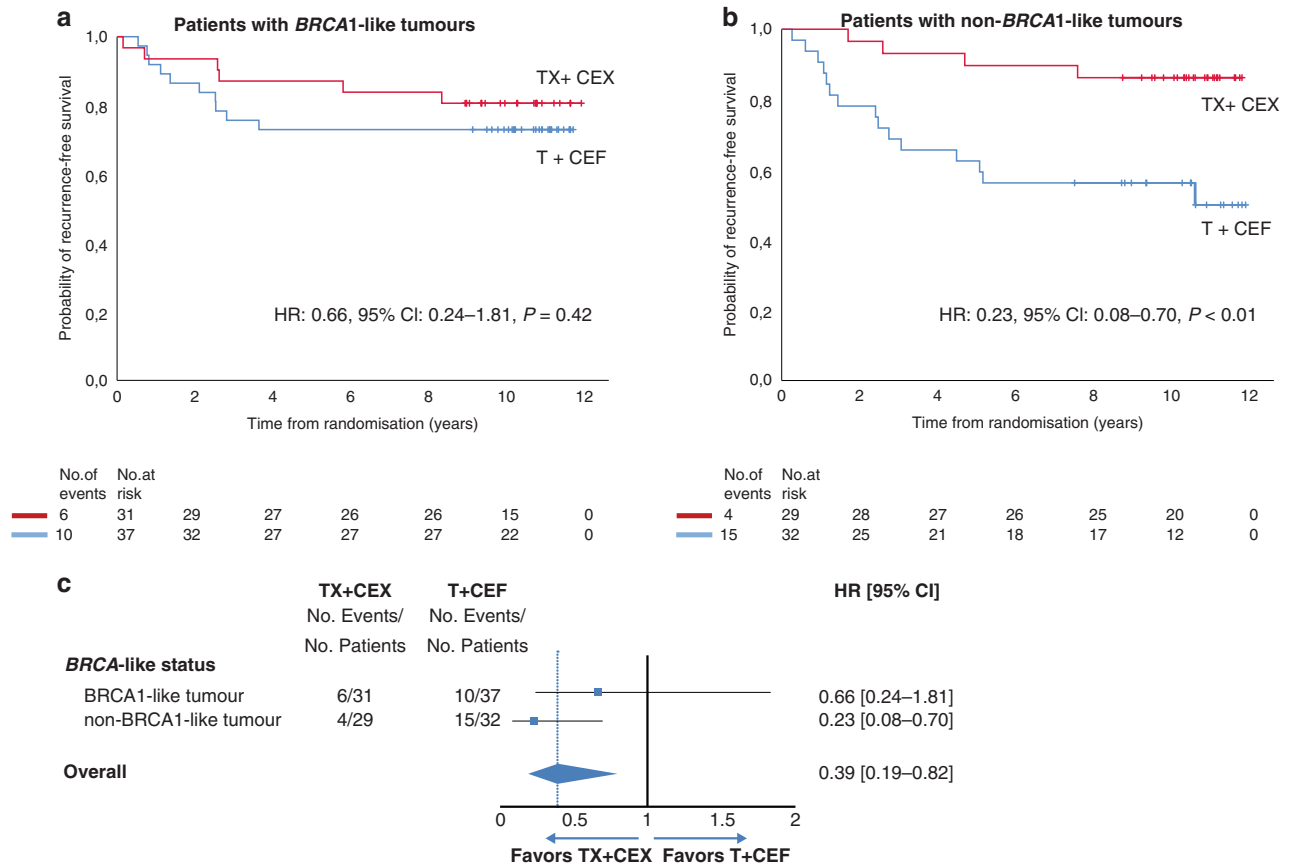 a
Patients with BRCA1-like tumours
Probability of recurrence-free survival
1,0
0,8
0,6
0,4
0,2
0,0
TX+ CEX
T + CEF
HR: 0.66, 95% CI: 0.24–1.81, P = 0.42
0 2 4 6 8 10 12
Time from randomisation (years)
No.of No.at
events risk
6 31 29 27 26 26 15 0
10 37 32 27 27 27 22 0
b
Patients with non-BRCA1-like tumours
Probability of recurrence-free survival
1,0
0,8
0,6
0,4
0,2
0,0
TX+ CEX
T + CEF
HR: 0.23, 95% CI: 0.08–0.70, P < 0.01
0 2 4 6 8 10 12
Time from randomisation (years)
No.of No.at
events risk
4 29 28 27 26 25 20 0
15 32 25 21 18 17 12 0
c
TX+CEX T+CEF HR [95% CI]
No. Events/ No. Events/
No. Patients No. Patients
BRCA-like status
BRCA1-like tumour 6/31 10/37 0.66 [0.24–1.81]
non-BRCA1-like tumour 4/29 15/32 0.23 [0.08–0.70]
Overall 0.39 [0.19–0.82]
0 0.5 1 1.5 2
Favors TX+CEX Favors T+CEF